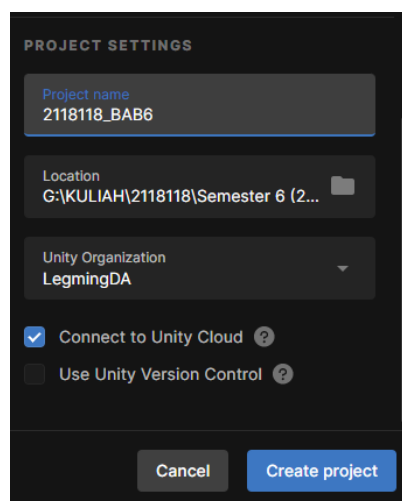 PROJECT SETTINGS
Project name
2118118_BAB6
Location
G:\KULIAH\2118118\Semester 6 (2...
Unity Organization
LegmingDA
Connect to Unity Cloud ?
Use Unity Version Control ?
Cancel Create project